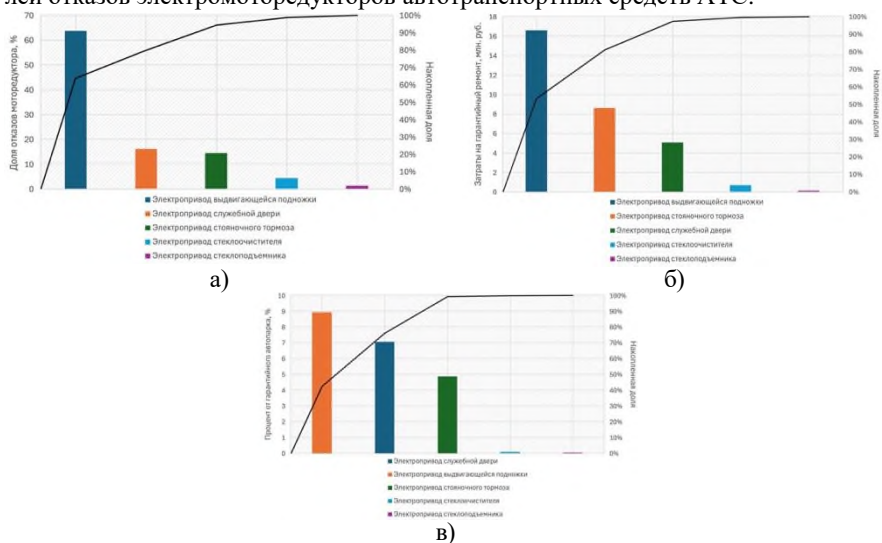 лей отказов электромоторедукторов автотранспортных средств АТС.
70
60
50
40
30
20
10
0
Доля отказов моторедуктора, %
100%
90%
80%
70%
60%
50%
40%
30%
20%
10%
0%
Накопленная доля
Электропривод выдвигающейся подножки
Электропривод служебной двери
Электропривод стояночного тормоза
Электропривод стеклоочистителя
Электропривод стеклоподъемника
а)
18
16
14
12
10
8
6
4
2
0
Затраты на гарантийный ремонт, млн. руб.
100%
90%
80%
70%
60%
50%
40%
30%
20%
10%
0%
Накопленная доля
Электропривод выдвигающейся подножки
Электропривод стояночного тормоза
Электропривод служебной двери
Электропривод стеклоочистителя
Электропривод стеклоподъемника
б)
10
9
8
7
6
5
4
3
2
1
0
Процент от гарантийного автопарка, %
100%
90%
80%
70%
60%
50%
40%
30%
20%
10%
0%
Накопленная доля
Электропривод служебной двери
Электропривод выдвигающейся подножки
Электропривод стояночного тормоза
Электропривод стеклоочистителя
Электропривод стеклоподъемника
в)